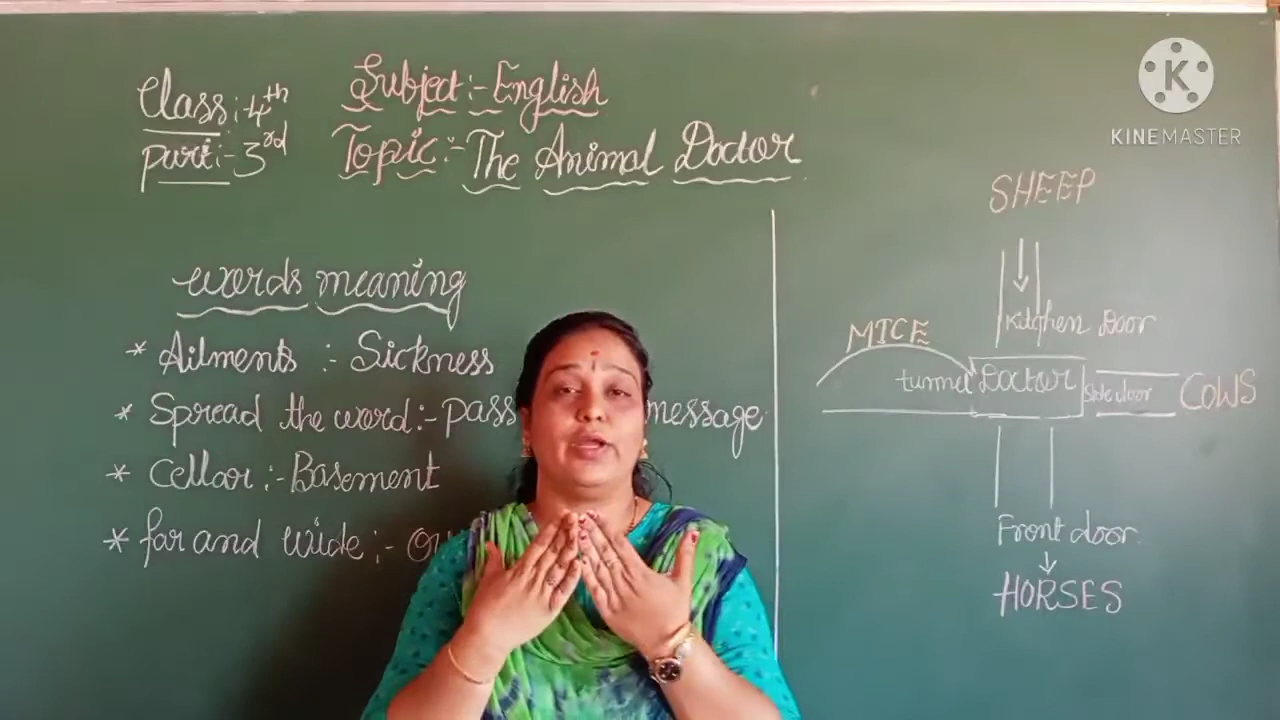 Class:4th
Part:-3rd
Subject:-English
Topic:-The Animal Doctor
words meaning
* Ailments :- Sickness
* Spread the word:- pass message
* Cellar:-Basement
* far and wide:-
SHEEP
Kitchen Door
MICE
tunnel Doctor Side door COWS
Front door
HORSES
K
KINEMASTER